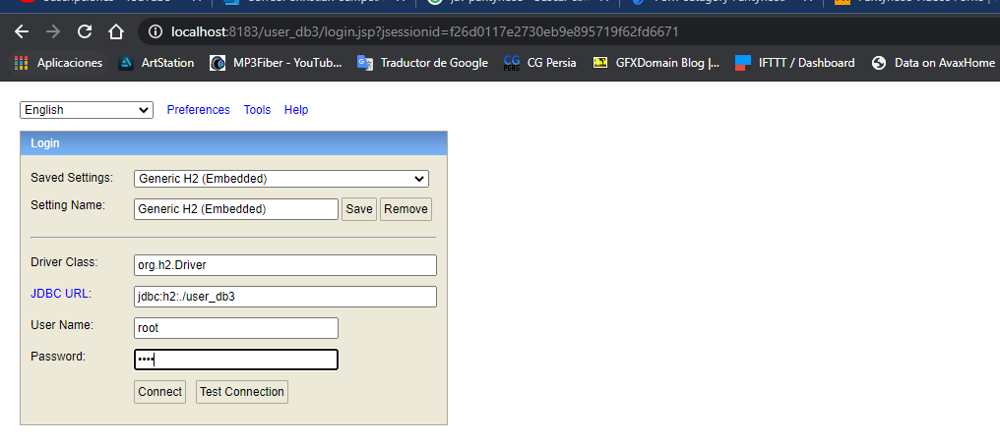 localhost:8183/user_db3/login.jsp?jsessionid=f26d0117e2730eb9e895719f62fd6671
Aplicaciones ArtStation MP3Fiber - YouTub... Traductor de Google CG Persia GFXDomain Blog |... IFTTT / Dashboard Data on AvaxHome
English Preferences Tools Help
Login
Saved Settings: Generic H2 (Embedded)
Setting Name: Generic H2 (Embedded) Save Remove
Driver Class: org.h2.Driver
JDBC URL: jdbc:h2:./user_db3
User Name: root
Password: ••••
Connect Test Connection